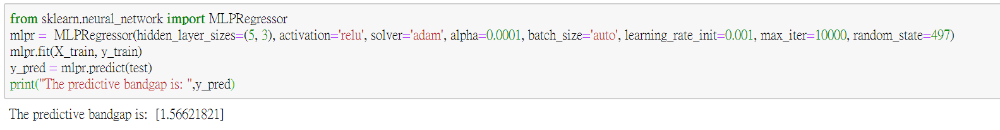 from sklearn.neural_network import MLPRegressor
mlpr =  MLPRegressor(hidden_layer_sizes=(5, 3), activation='relu', solver='adam', alpha=0.0001, batch_size='auto', learning_rate_init=0.001, max_iter=10000, random_state=497)
mlpr.fit(X_train, y_train)
y_pred = mlpr.predict(test)
print("The predictive bandgap is: ",y_pred)
The predictive bandgap is:  [1.56621821]